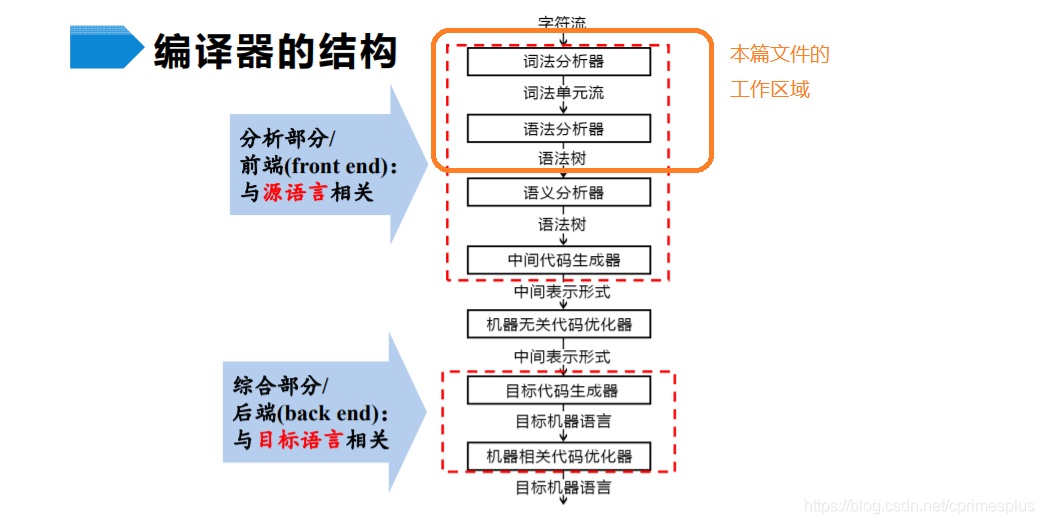 编译器的结构
字符流
词法分析器
词法单元流
语法分析器
语法树
语义分析器
语法树
中间代码生成器
中间表示形式
机器无关代码优化器
中间表示形式
目标代码生成器
目标机器语言
机器相关代码优化器
目标机器语言
本篇文件的
工作区域
分析部分/
前端(front end)：
与源语言相关
综合部分/
后端(back end)：
与目标语言相关
https://blog.csdn.net/cprimesplus